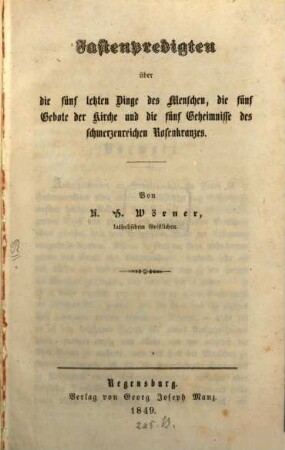 Fastenpredigten
über
die fünf letzten Dinge des Menschen, die fünf
Gebote der Kirche und die fünf Geheimnisse des
schmerzenreichen Rosenkranzes.
Von
Wörner,
katholischem Geistlichen.
Regensburg.
Verlag von Georg Joseph Manz.
1849.